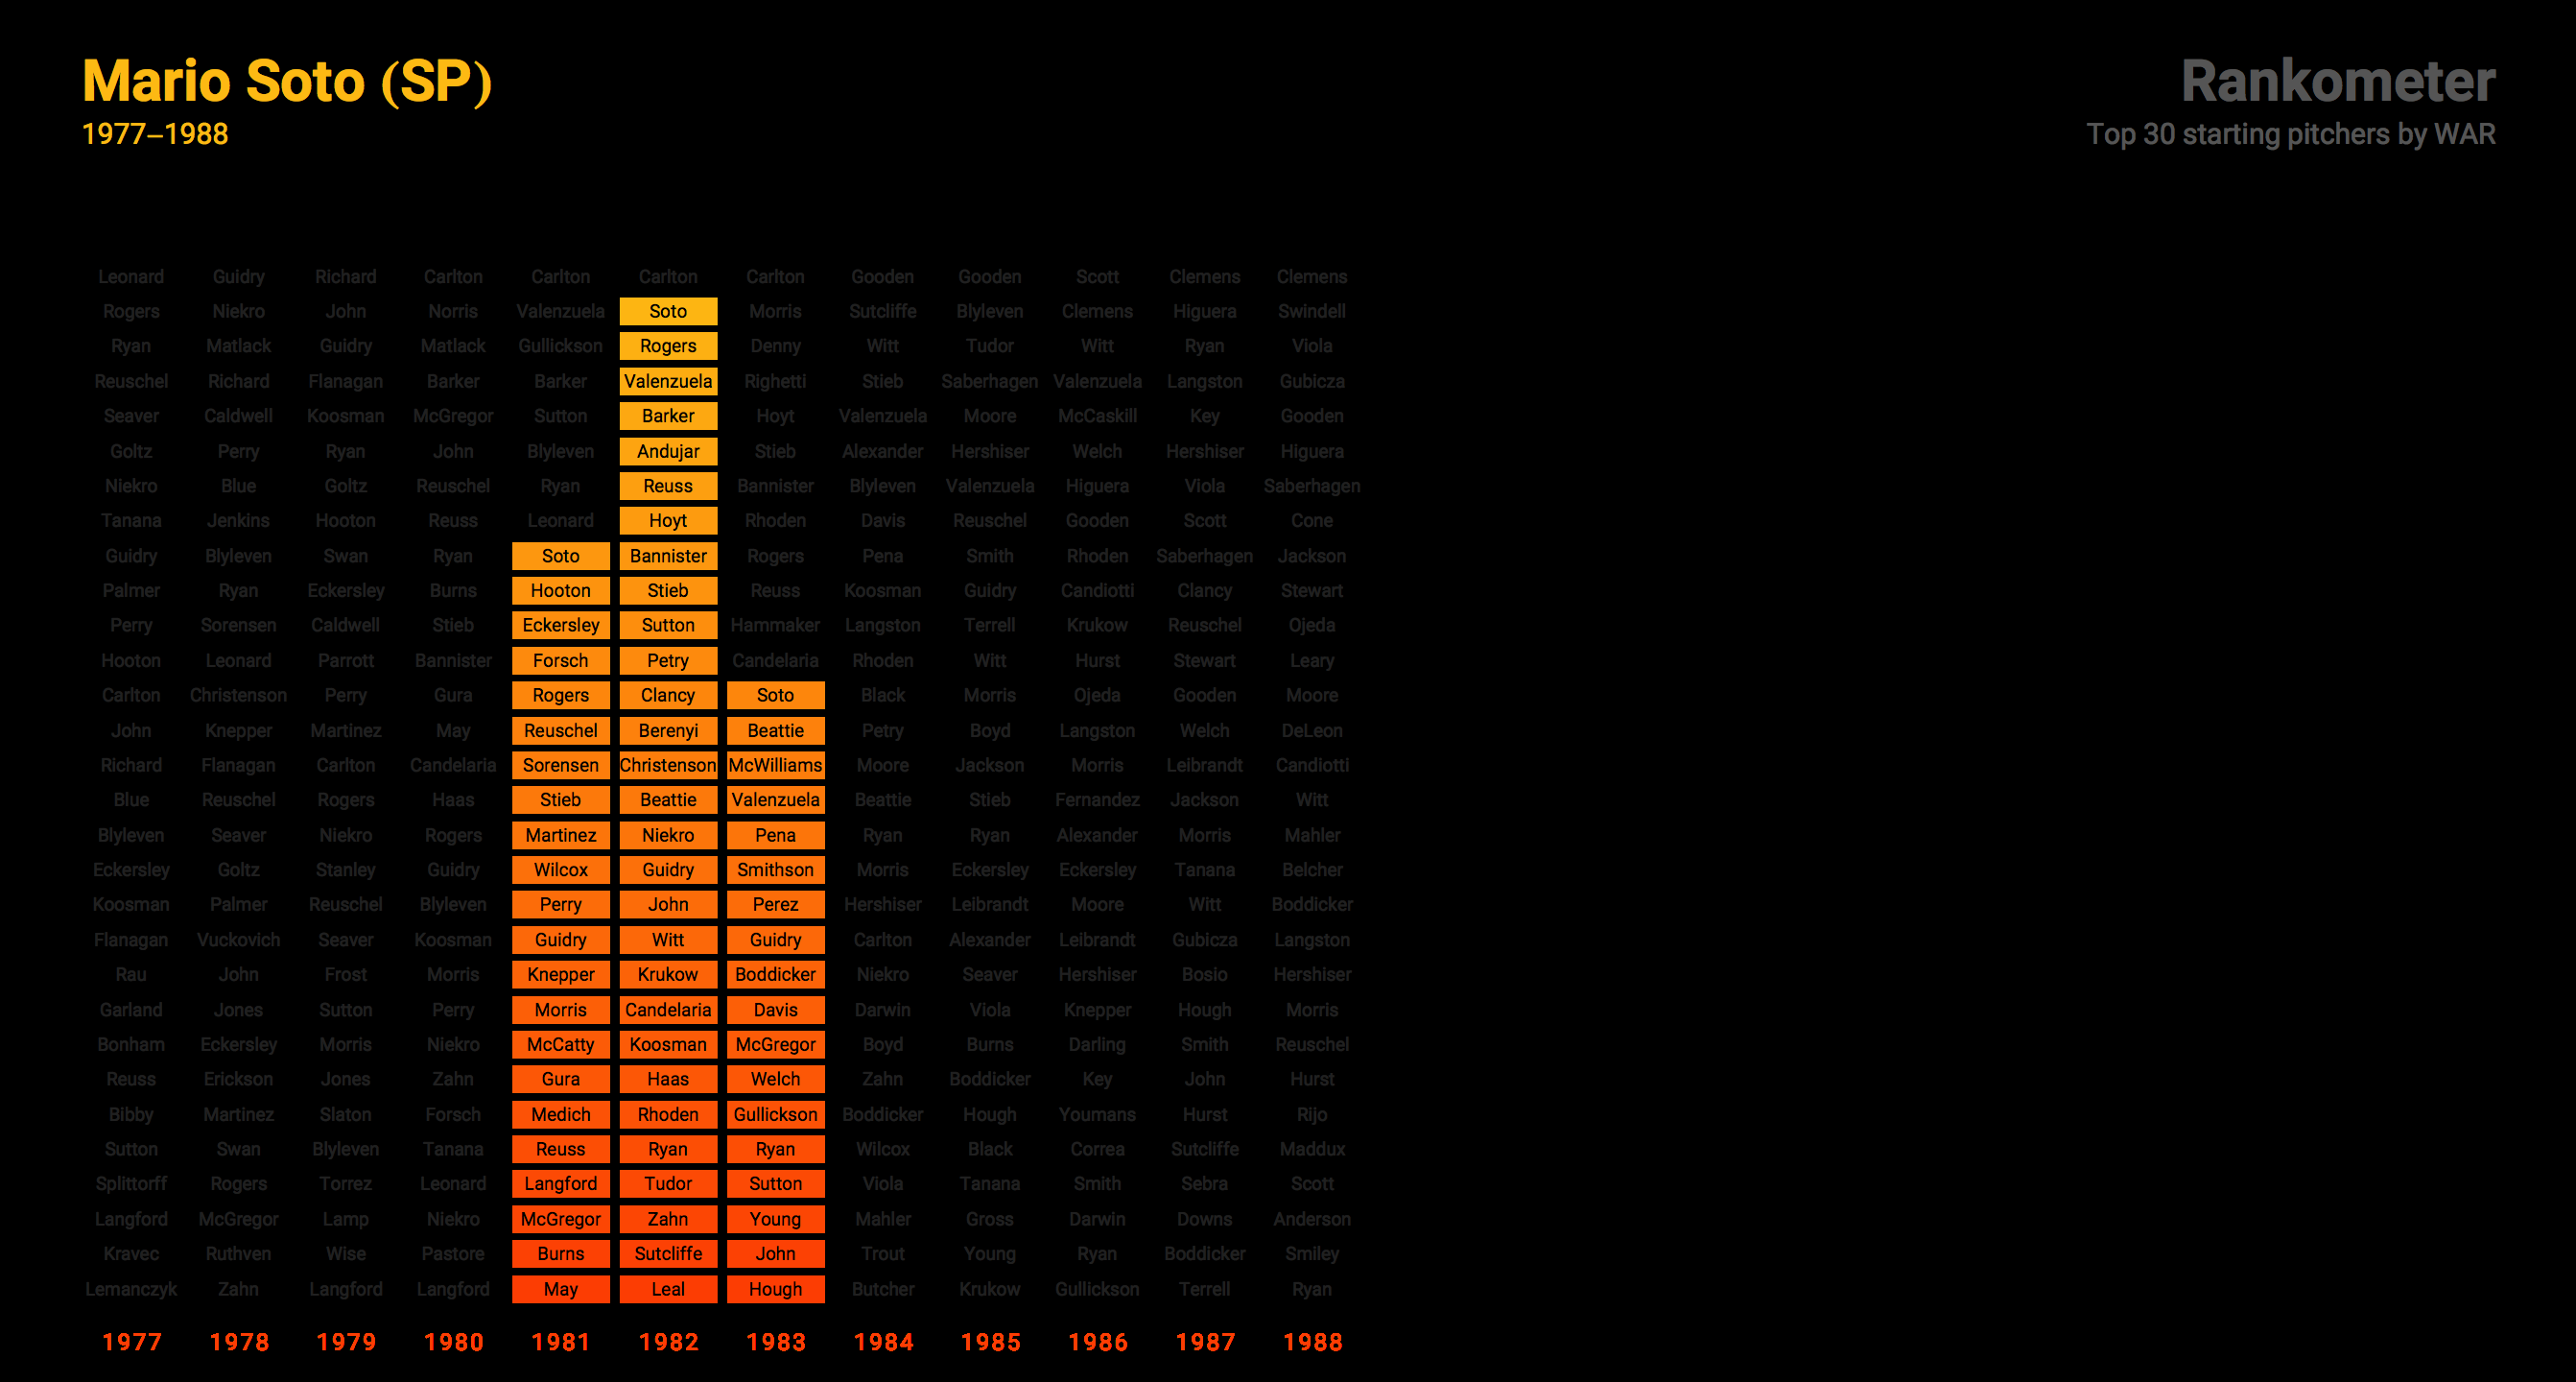 Mario Soto (SP)
1977–1988
Rankometer
Top 30 starting pitchers by WAR
Leonard Guidry Richard Carlton Carlton Carlton Carlton Gooden Gooden Scott Clemens Clemens
Rogers Niekro John Norris Valenzuela Soto Morris Sutcliffe Blyleven Clemens Higuera Swindell
Ryan Matlack Guidry Matlack Gullickson Rogers Denny Witt Tudor Witt Ryan Viola
Reuschel Richard Flanagan Barker Barker Valenzuela Righetti Stieb Saberhagen Valenzuela Langston Gubicza
Seaver Caldwell Koosman McGregor Sutton Barker Hoyt Valenzuela Moore McCaskill Key Gooden
Goltz Perry Ryan John Blyleven Andujar Stieb Alexander Hershiser Welch Hershiser Higuera
Niekro Blue Goltz Reuschel Ryan Reuss Bannister Blyleven Valenzuela Higuera Viola Saberhagen
Tanana Jenkins Hooton Reuss Leonard Hoyt Rhoden Davis Reuschel Gooden Scott Cone
Guidry Blyleven Swan Ryan Soto Bannister Rogers Pena Smith Rhoden Saberhagen Jackson
Palmer Ryan Eckersley Burns Hooton Stieb Reuss Koosman Guidry Candiotti Clancy Stewart
Perry Sorensen Caldwell Stieb Eckersley Sutton Hammaker Langston Terrell Krukow Reuschel Ojeda
Hooton Leonard Parrott Bannister Forsch Petry Candelaria Rhoden Witt Hurst Stewart Leary
Carlton Christenson Perry Gura Rogers Clancy Soto Black Morris Ojeda Gooden Moore
John Knepper Martinez May Reuschel Berenyi Beattie Petry Boyd Langston Welch DeLeon
Richard Flanagan Carlton Candelaria Sorensen Christenson McWilliams Moore Jackson Morris Leibrandt Candiotti
Blue Reuschel Rogers Haas Stieb Beattie Valenzuela Beattie Stieb Fernandez Jackson Witt
Blyleven Seaver Niekro Rogers Martinez Niekro Pena Ryan Ryan Alexander Morris Mahler
Eckersley Goltz Stanley Guidry Wilcox Guidry Smithson Morris Eckersley Eckersley Tanana Belcher
Koosman Palmer Reuschel Blyleven Perry John Perez Hershiser Leibrandt Moore Witt Boddicker
Flanagan Vuckovich Seaver Koosman Guidry Witt Guidry Carlton Alexander Leibrandt Gubicza Langston
Rau John Frost Morris Knepper Krukow Boddicker Niekro Seaver Hershiser Bosio Hershiser
Garland Jones Sutton Perry Morris Candelaria Davis Darwin Viola Knepper Hough Morris
Bonham Eckersley Morris Niekro McCatty Koosman McGregor Boyd Burns Darling Smith Reuschel
Reuss Erickson Jones Zahn Gura Haas Welch Zahn Boddicker Key John Hurst
Bibby Martinez Slaton Forsch Medich Rhoden Gullickson Boddicker Hough Youmans Hurst Rijo
Sutton Swan Blyleven Tanana Reuss Ryan Ryan Wilcox Black Correa Sutcliffe Maddux
Splittorff Rogers Torrez Leonard Langford Tudor Sutton Viola Tanana Smith Sebra Scott
Langford McGregor Lamp Niekro McGregor Zahn Young Mahler Gross Darwin Downs Anderson
Kravec Ruthven Wise Pastore Burns Sutcliffe John Trout Young Ryan Boddicker Smiley
Lemanczyk Zahn Langford Langford May Leal Hough Butcher Krukow Gullickson Terrell Ryan
1977 1978 1979 1980 1981 1982 1983 1984 1985 1986 1987 1988